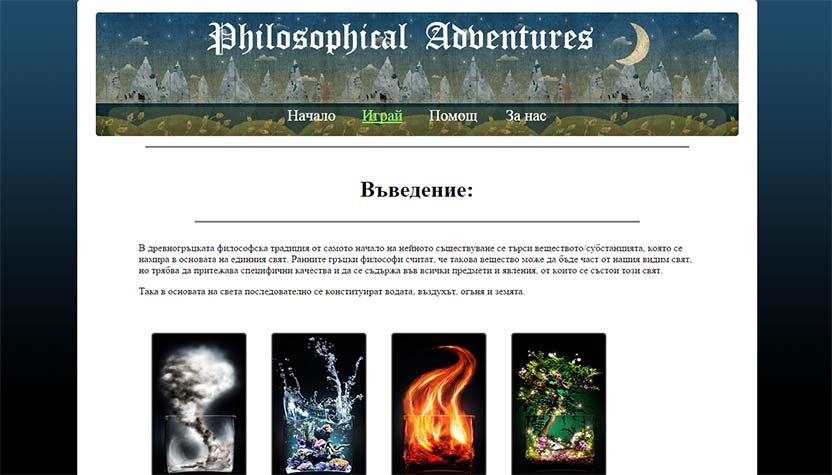 Philosophical Adventures
Начало Играй Помощ За нас
Въведение:
В древногръцката философска традиция от самото начало на нейното съществуване се търси веществото/субстанцията, която се
намира в основата на единния свят. Ранните гръцки философи считат, че такова вещество може да бъде част от нашия видим свят,
но трябва да притежава специфични качества и да се съдържа във всички предмети и явления, от които се състои този свят.
Така в основата на света последователно се конституират водата, въздухът, огъня и земята.